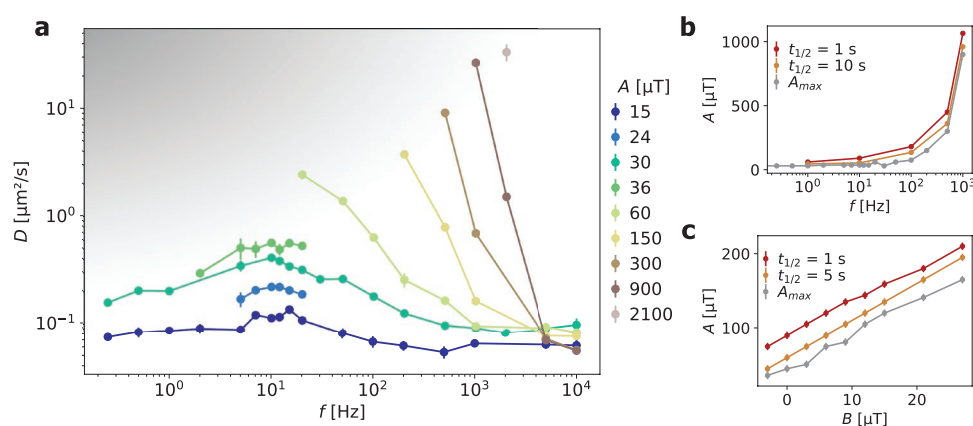 a
D [μm²/s]
10¹
10⁰
10⁻¹
10⁰ 10¹ 10² 10³ 10⁴
f [Hz]
A [μT]
15
24
30
36
60
150
300
900
2100
b
A [μT]
1000
500
0
t1/2 = 1 s
t1/2 = 10 s
Amax
10⁰ 10¹ 10² 10³
f [Hz]
c
A [μT]
200
100
t1/2 = 1 s
t1/2 = 5 s
Amax
0 20
B [μT]